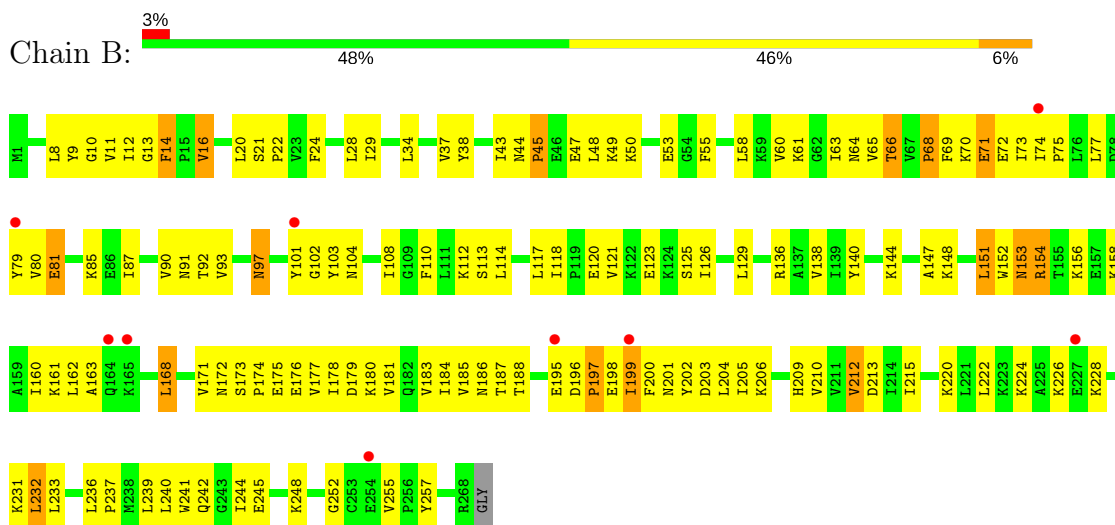 3%
Chain B:
48% 46% 6%
M1 L8 Y9 G10 V11 I12 G13 F14 P15 V16 L20 S21 P22 V23 F24 L28 I29 L34 V37 Y38 I43 N44 P45 E46 E47 L48 K49 K50 E53 G54 F55 L58 K59 V60 K61 G62 I63 N64 V65 T66 V67 P68 F69 K70 E71 E72 I73 I74 P75 L76 L77 D78
Y79 V80 E81 K85 E86 I87 V90 N91 T92 V93 N97 Y101 G102 Y103 N104 I108 G109 F110 L111 K112 S113 L114 L117 I118 P119 E120 V121 K122 E123 K124 S125 I126 L129 R136 A137 V138 I139 Y140 K144 A147 K148 L151 W152 N153 R154 T155 K156 E157 K158
A159 I160 K161 L162 A163 Q164 K165 L168 V171 N172 S173 P174 E175 E176 V177 I178 D179 K180 V181 Q182 V183 I184 V185 N186 T187 T188 E195 D196 P197 E198 I199 F200 N201 Y202 D203 L204 I205 K206 H209 V210 V211 V212 D213 I214 I215 K220 L221 L222 K223 K224 A225 K226 E227 K228
K231 L232 L233 L236 P237 M238 L239 L240 W241 Q242 G243 I244 E245 K248 G252 C253 E254 V255 P256 Y257 R268 GLY